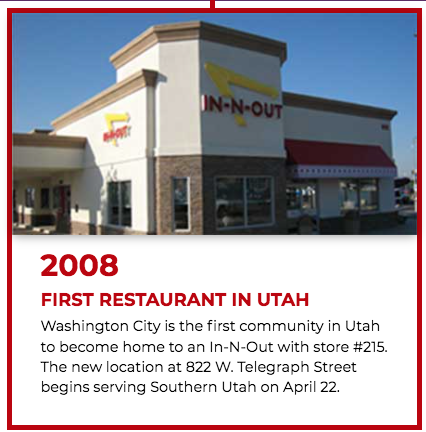 IN-N-OUT
IN-N-OUT
2008
FIRST RESTAURANT IN UTAH
Washington City is the first community in Utah
to become home to an In-N-Out with store #215.
The new location at 822 W. Telegraph Street
begins serving Southern Utah on April 22.